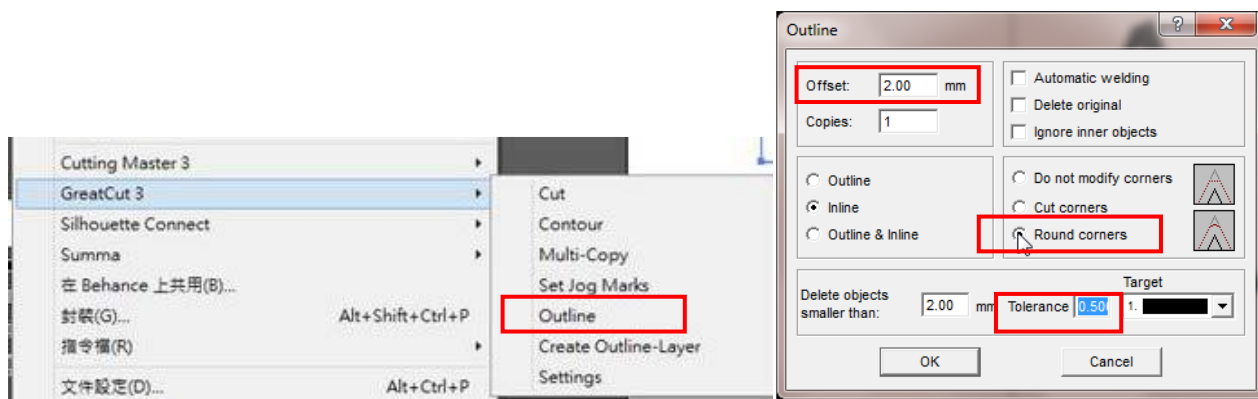 Cutting Master 3
GreatCut 3
Silhouette Connect
Summa
在 Behance 上共用(B)...
封裝(G)... Alt+Shift+Ctrl+P
指令檔(R)
文件設定(D)... Alt+Ctrl+P
Cut
Contour
Multi-Copy
Set Jog Marks
Outline
Create Outline-Layer
Settings
Outline
Offset: 2.00 mm
Copies: 1
Automatic welding
Delete original
Ignore inner objects
Outline
Inline
Outline & Inline
Do not modify corners
Cut corners
Round corners
Delete objects
smaller than: 2.00 mm
Tolerance 0.50
Target
1.
OK
Cancel